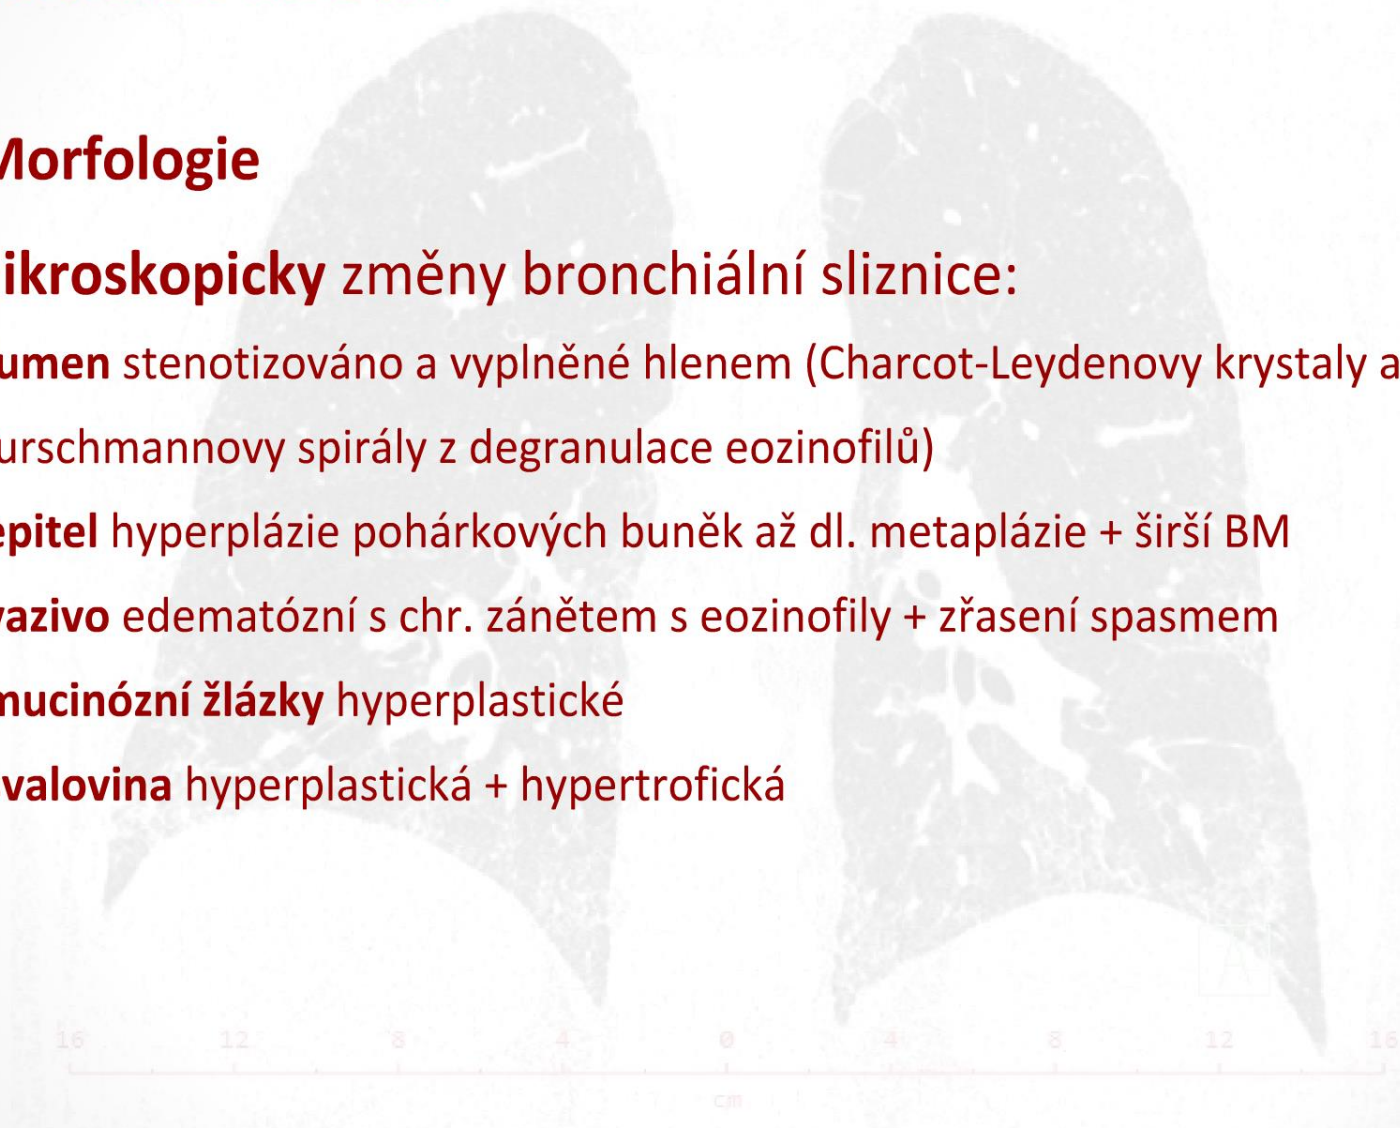 Morfologie
ikroskopicky změny bronchiální sliznice:
umen stenotizováno a vyplněné hlenem (Charcot-Leydenovy krystaly a
urschmannovy spirály z degranulace eozinofilů)
epitel hyperplázie pohárkových buněk až dl. metaplázie + širší BM
vazivo edematózní s chr. zánětem s eozinofily + zřasení spasmem
mucinózní žlázky hyperplastické
svalovina hyperplastická + hypertrofická
A
16 12 8 4 0 4 8 12 16
cm